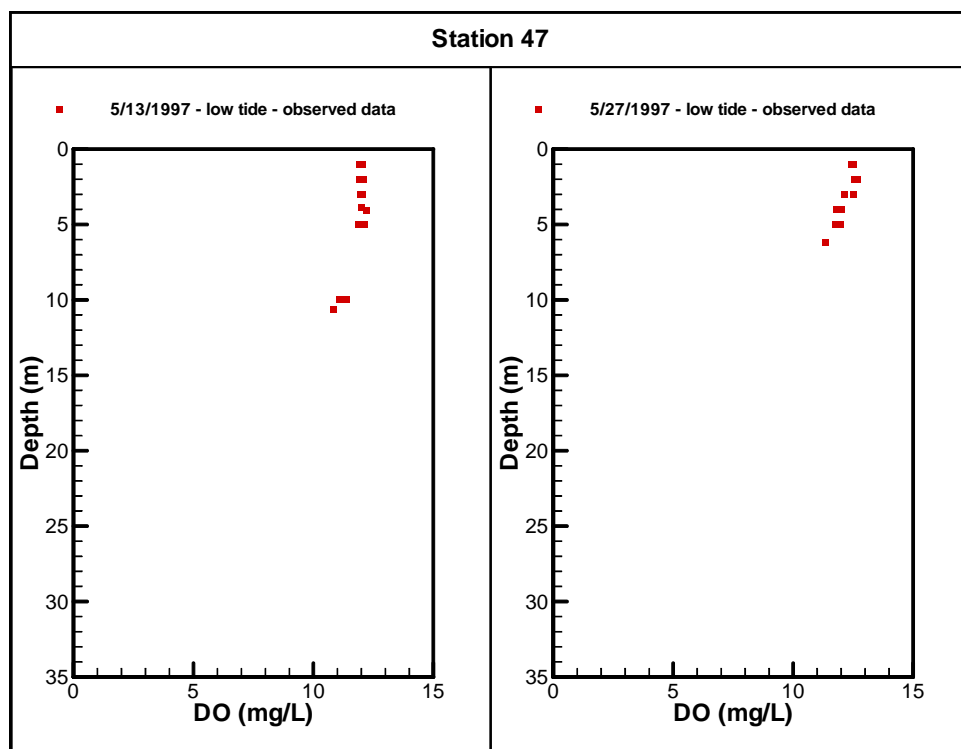 Station 47
5/13/1997 - low tide - observed data
0
5
10
15
20
25
30
35
Depth (m)
0 5 10 15
DO (mg/L)
5/27/1997 - low tide - observed data
0
5
10
15
20
25
30
35
Depth (m)
0 5 10 15
DO (mg/L)